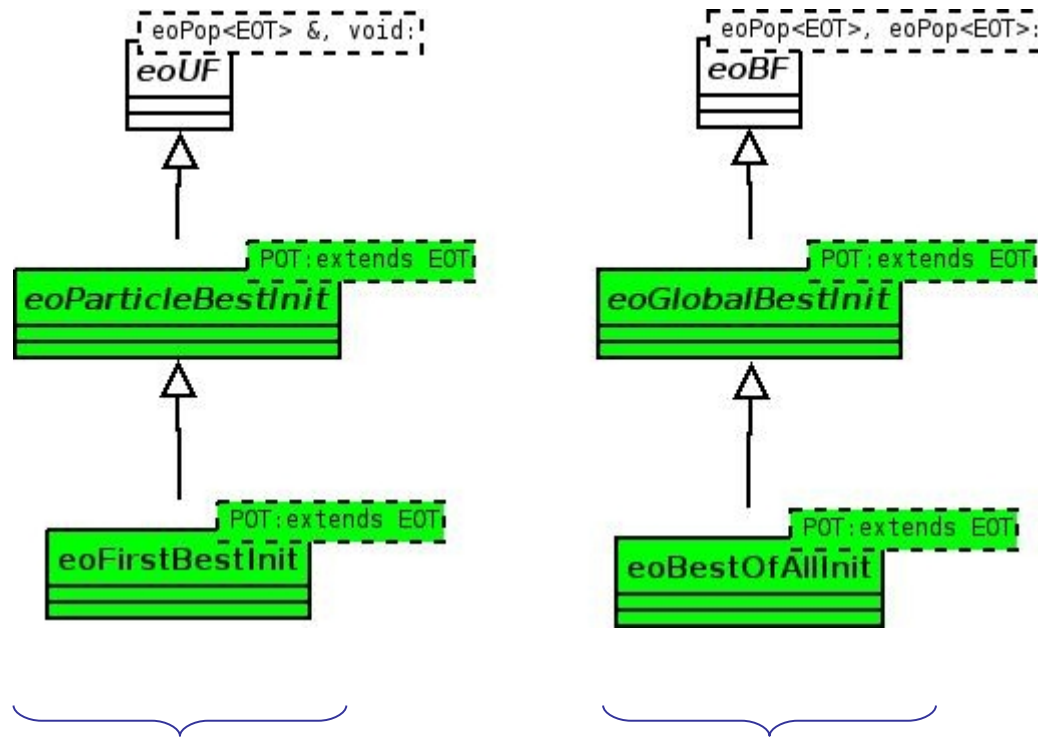 eoPop<EOT> &, void:
eoUF
POT:extends EOT
eoParticleBestInit
POT:extends EOT
eoFirstBestInit
eoPop<EOT>, eoPop<EOT>:
eoBF
POT:extends EOT
eoGlobalBestInit
POT:extends EOT
eoBestOfAllInit